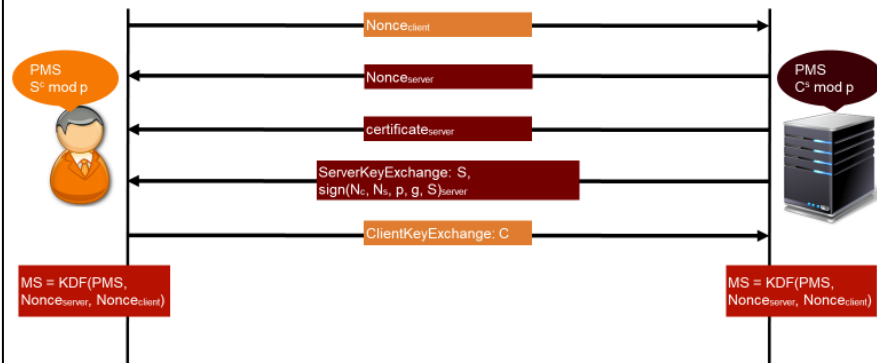 Nonceclient
PMS
Sᶜ mod p
Nonceserver
PMS
Cˢ mod p
certificateserver
ServerKeyExchange: S,
sign(Nc, Ns, p, g, S)server
ClientKeyExchange: C
MS = KDF(PMS,
Nonceserver, Nonceclient)
MS = KDF(PMS,
Nonceserver, Nonceclient)